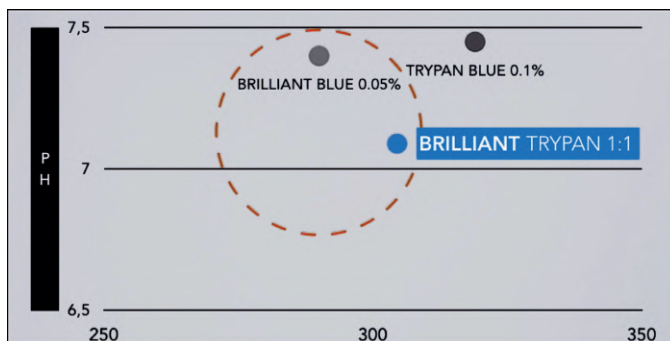 7,5
TRYPAN BLUE 0.1%
BRILLIANT BLUE 0.05%
BRILLIANT TRYPAN 1:1
P
H
7
6,5
250 300 350